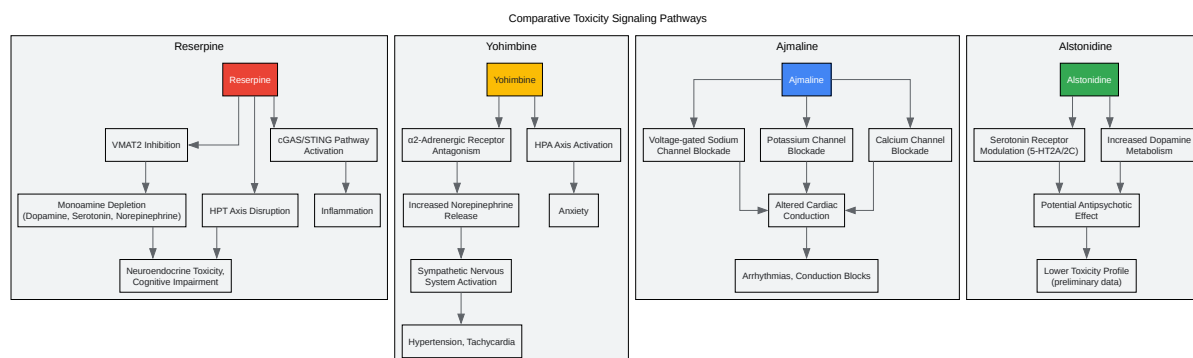 Comparative Toxicity Signaling Pathways
Reserpine
Reserpine
VMAT2 Inhibition
cGAS/STING Pathway
Activation
Monoamine Depletion
(Dopamine, Serotonin, Norepinephrine)
HPT Axis Disruption
Inflammation
Neuroendocrine Toxicity,
Cognitive Impairment
Yohimbine
Yohimbine
α2-Adrenergic Receptor
Antagonism
HPA Axis Activation
Increased Norepinephrine
Release
Anxiety
Sympathetic Nervous
System Activation
Hypertension, Tachycardia
Ajmaline
Ajmaline
Voltage-gated Sodium
Channel Blockade
Potassium Channel
Blockade
Calcium Channel
Blockade
Altered Cardiac
Conduction
Arrhythmias, Conduction Blocks
Alstonidine
Alstonidine
Serotonin Receptor
Modulation (5-HT2A/2C)
Increased Dopamine
Metabolism
Potential Antipsychotic
Effect
Lower Toxicity Profile
(preliminary data)